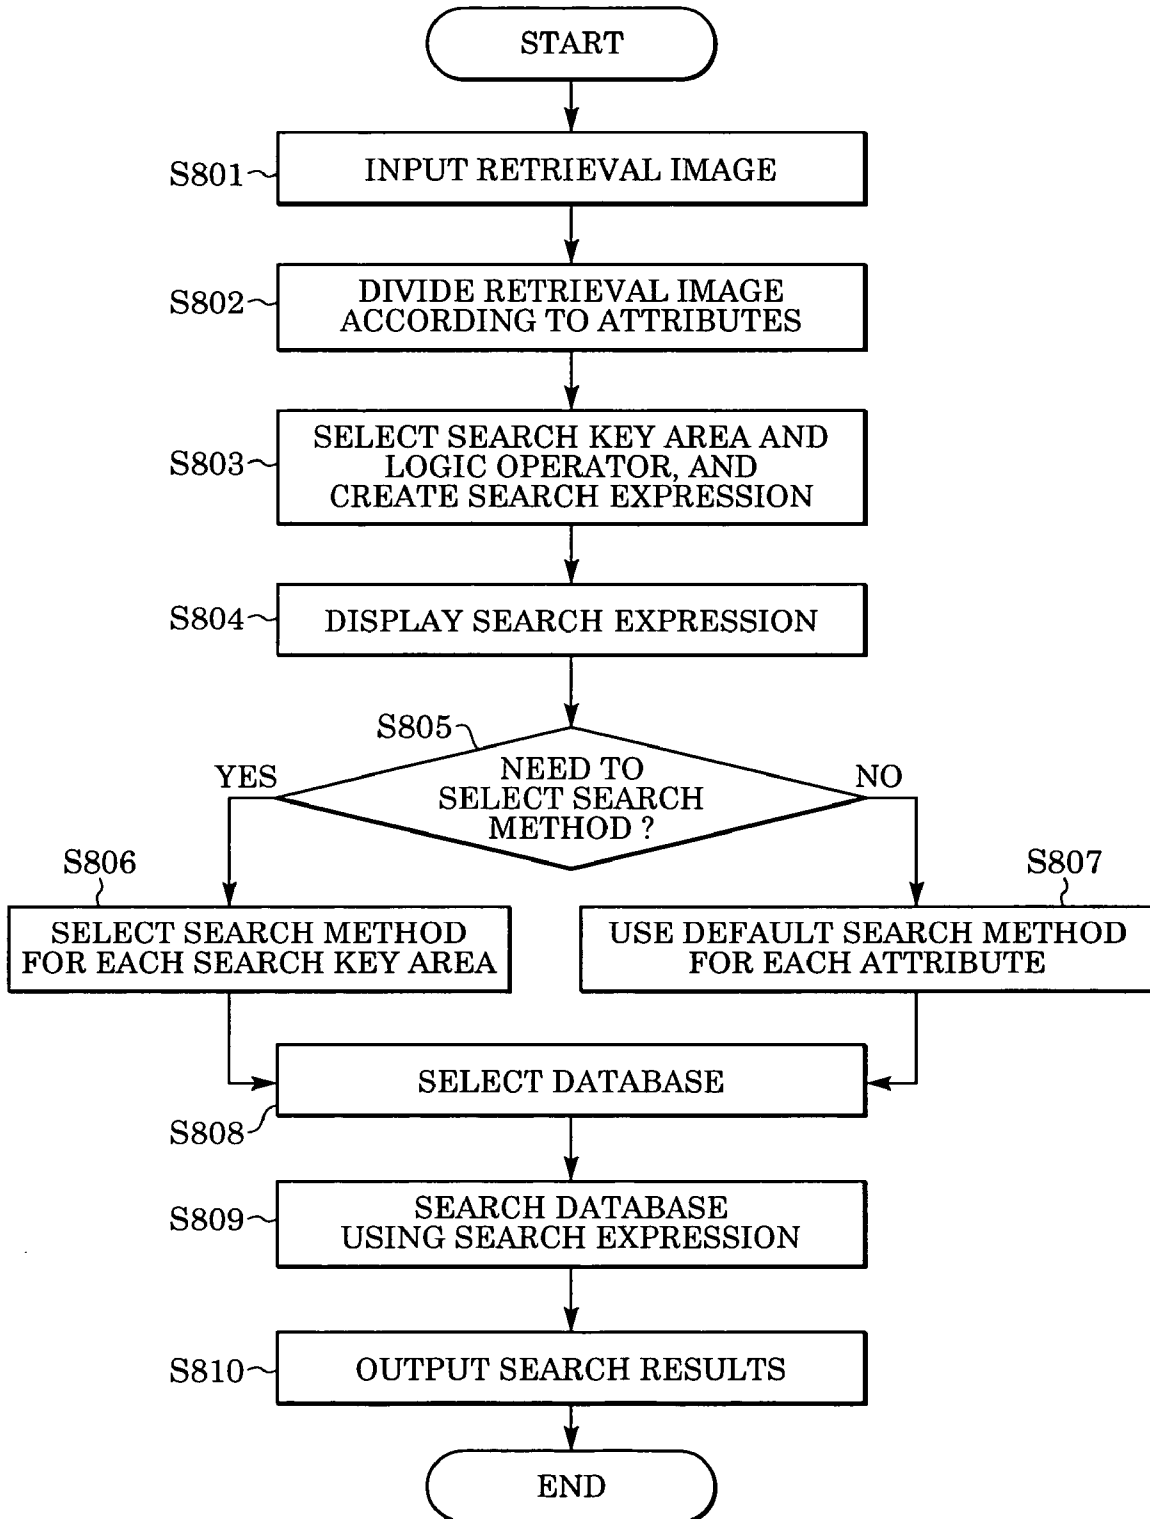 START
S801
INPUT RETRIEVAL IMAGE
S802
DIVIDE RETRIEVAL IMAGE
ACCORDING TO ATTRIBUTES
S803
SELECT SEARCH KEY AREA AND
LOGIC OPERATOR, AND
CREATE SEARCH EXPRESSION
S804
DISPLAY SEARCH EXPRESSION
S805
YES
NEED TO
SELECT SEARCH
METHOD ?
NO
S806
SELECT SEARCH METHOD
FOR EACH SEARCH KEY AREA
S807
USE DEFAULT SEARCH METHOD
FOR EACH ATTRIBUTE
SELECT DATABASE
S808
S809
SEARCH DATABASE
USING SEARCH EXPRESSION
S810
OUTPUT SEARCH RESULTS
END